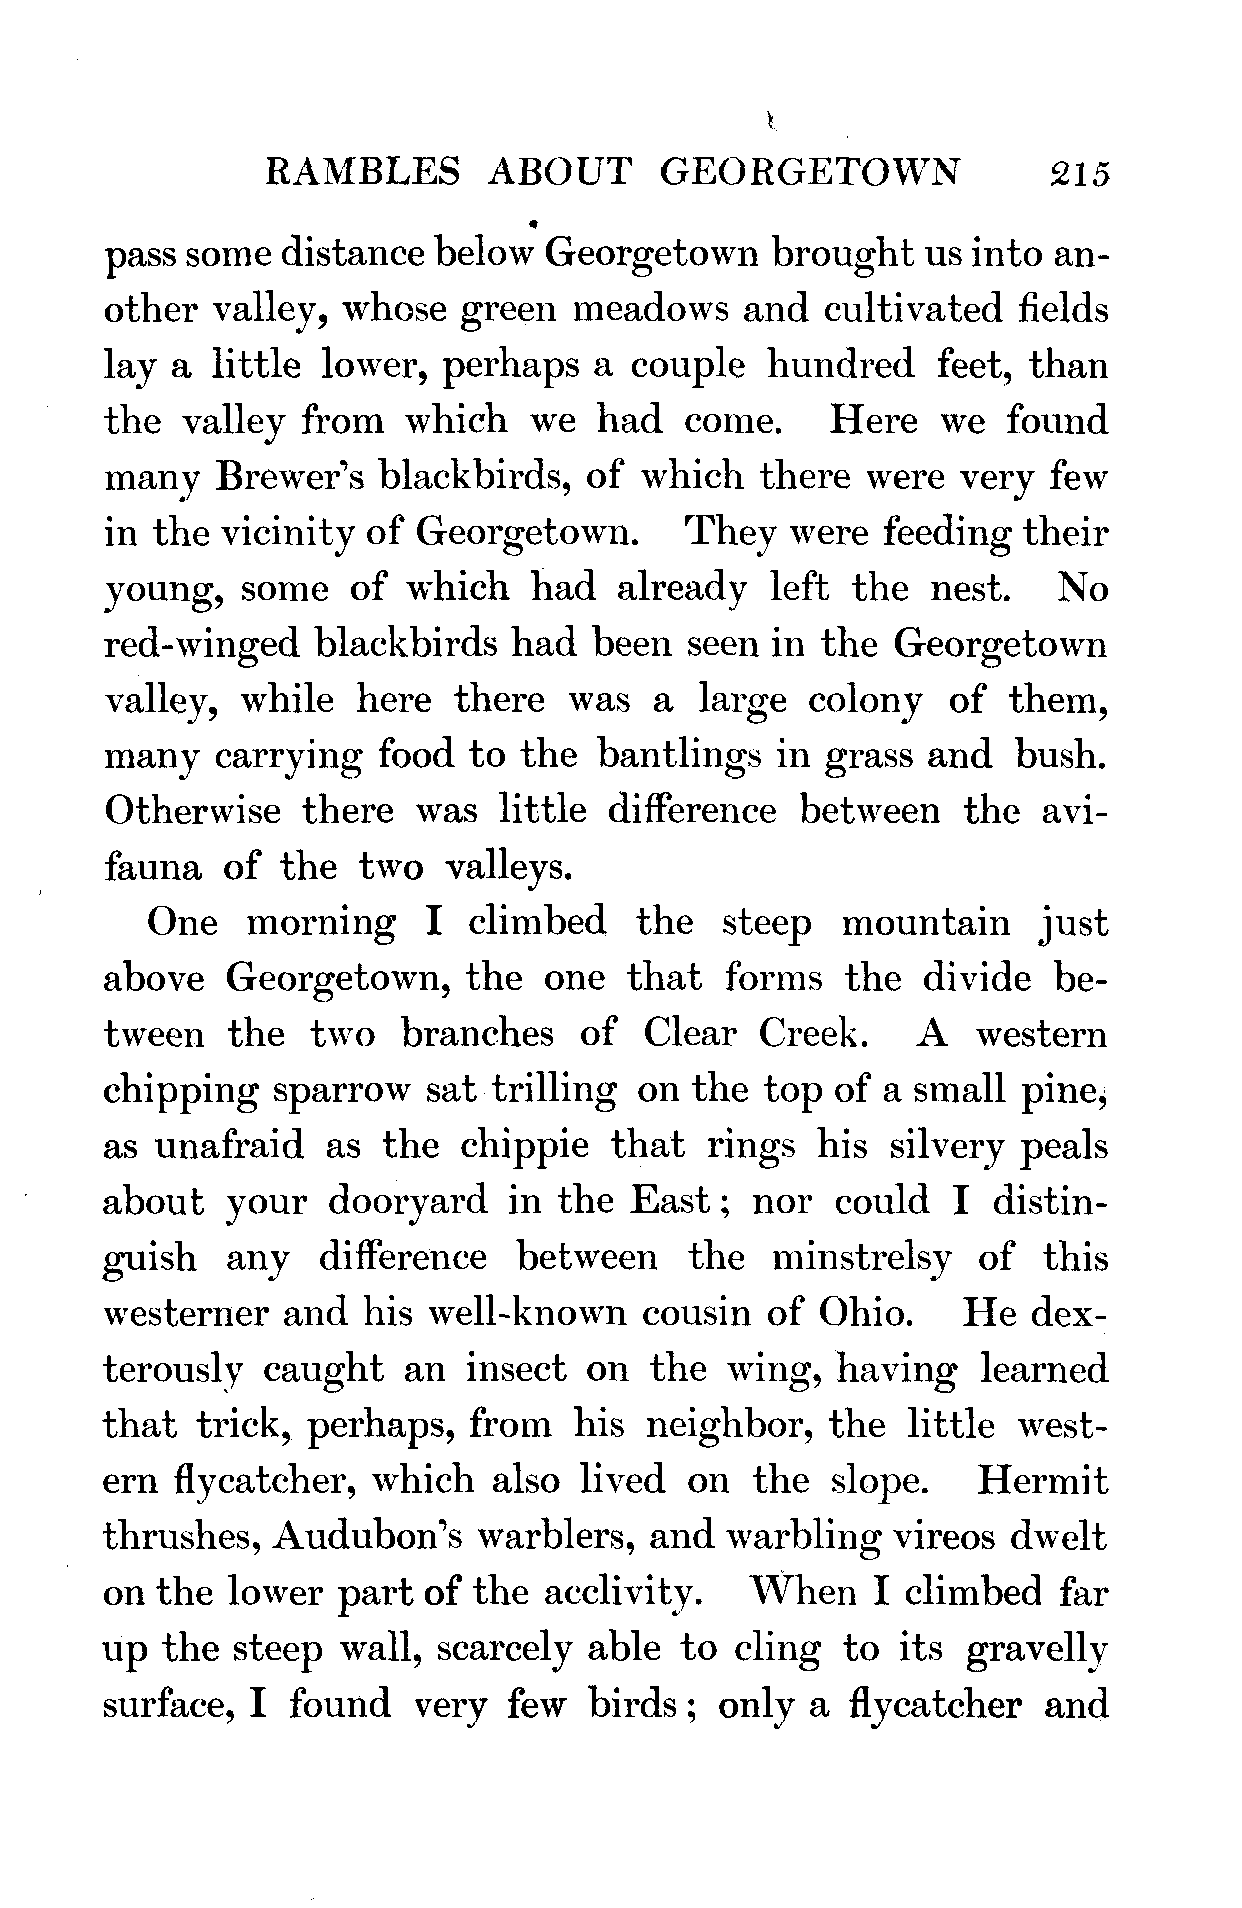 RAMBLES ABOUT GEORGETOWN 215
pass some distance below Georgetown brought us into an-
other valley, whose green meadows and cultivated fields
lay a little lower, perhaps a couple hundred feet, than
the valley from which we had come. Here we found
many Brewer's blackbirds, of which there were very few
in the vicinity of Georgetown. They were feeding their
young, some of which had already left the nest. No
red-winged blackbirds had been seen in the Georgetown
valley, while here there was a large colony of them,
many carrying food to the bantlings in grass and bush.
Otherwise there was little difference between the avi-
fauna of the two valleys.
One morning I climbed the steep mountain just
above Georgetown, the one that forms the divide be-
tween the two branches of Clear Creek. A western
chipping sparrow sat trilling on the top of a small pine,
as unafraid as the chippie that rings his silvery peals
about your dooryard in the East; nor could I distin-
guish any difference between the minstrelsy of this
westerner and his well-known cousin of Ohio. He dex-
terously caught an insect on the wing, having learned
that trick, perhaps, from his neighbor, the little west-
ern flycatcher, which also lived on the slope. Hermit
thrushes, Audubon's warblers, and warbling vireos dwelt
on the lower part of the acclivity. When I climbed far
up the steep wall, scarcely able to cling to its gravelly
surface, I found very few birds; only a flycatcher and